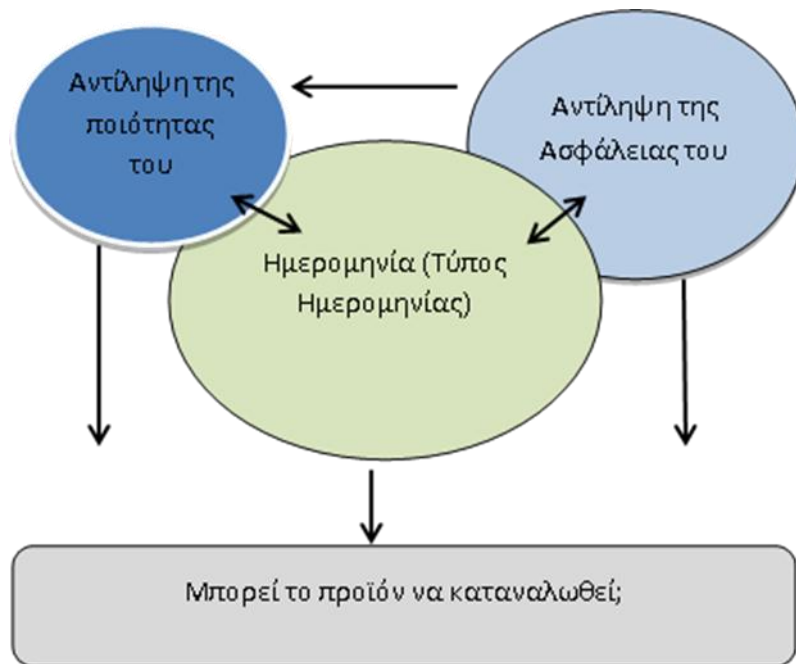 Αντίληψη της
ποιότητας
του
Αντίληψη της
Ασφάλειας του
Ημερομηνία (Τύπος
Ημερομηνίας)
Μπορεί το προϊόν να καταναλωθεί;